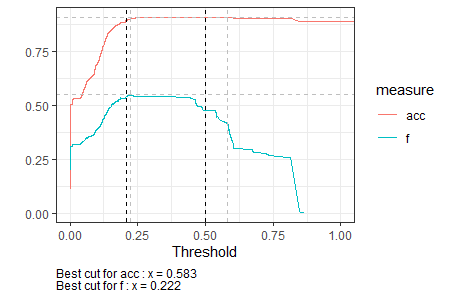 0.75
0.50
0.25
0.00
0.00
0.25
0.50
0.75
1.00
Threshold
measure
acc
f
Best cut for acc : x = 0.583
Best cut for f : x = 0.222